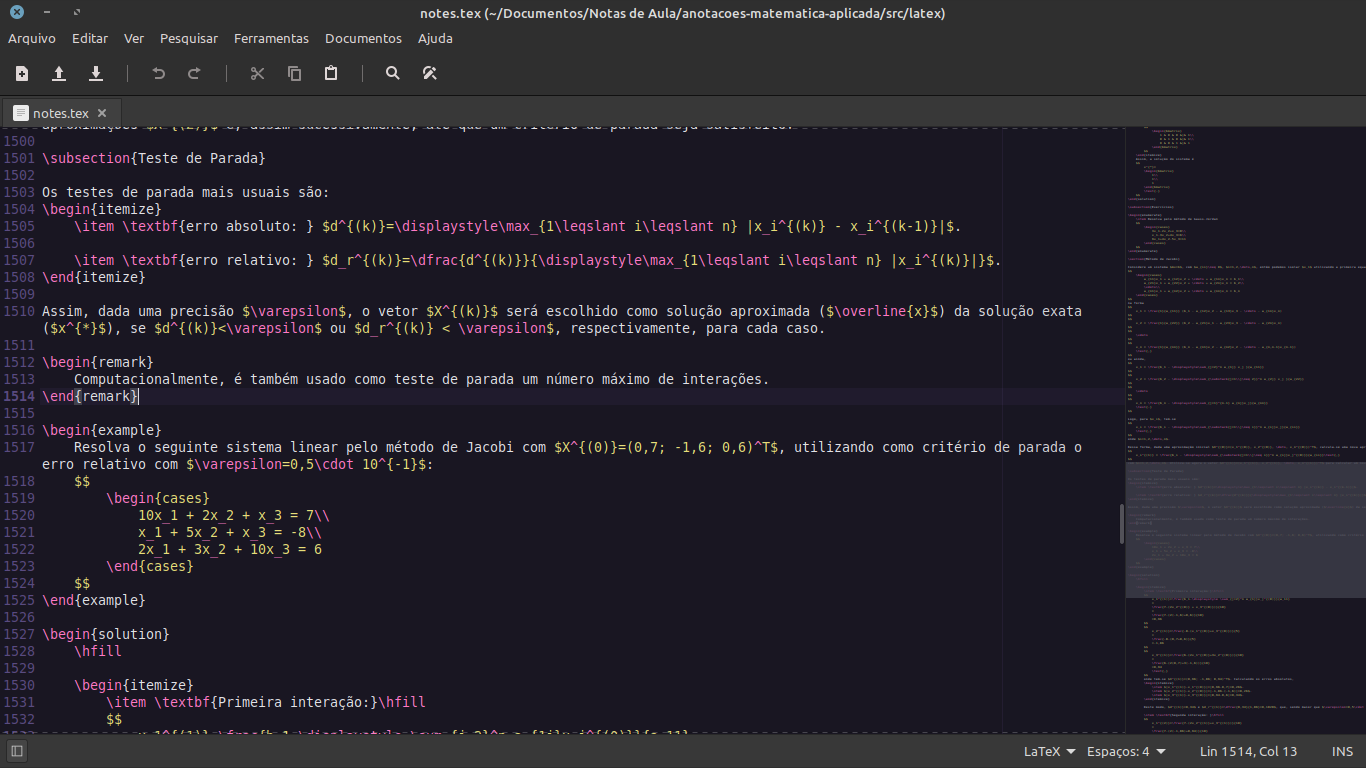 notes.tex (~/Documentos/Notas de Aula/anotacoes-matematica-aplicada/src/latex)
Arquivo Editar Ver Pesquisar Ferramentas Documentos Ajuda
notes.tex
1500
1501 \subsection{Teste de Parada}
1502
1503 Os testes de parada mais usuais são:
1504 \begin{itemize}
1505     \item \textbf{erro absoluto: } $d^{(k)}=\displaystyle\max_{1\leqslant i\leqslant n} |x_i^{(k)} - x_i^{(k-1)}|$.
1506
1507     \item \textbf{erro relativo: } $d_r^{(k)}=\dfrac{d^{(k)}}{\displaystyle\max_{1\leqslant i\leqslant n} |x_i^{(k)}|}$.
1508 \end{itemize}
1509
1510 Assim, dada uma precisão $\varepsilon$, o vetor $X^{(k)}$ será escolhido como solução aproximada ($\overline{x}$) da solução exata
($x^{*}$), se $d^{(k)}<\varepsilon$ ou $d_r^{(k)} < \varepsilon$, respectivamente, para cada caso.
1511
1512 \begin{remark}
1513     Computacionalmente, é também usado como teste de parada um número máximo de interações.
1514 \end{remark}
1515
1516 \begin{example}
1517     Resolva o seguinte sistema linear pelo método de Jacobi com $X^{(0)}=(0,7; -1,6; 0,6)^T$, utilizando como critério de parada o
erro relativo com $\varepsilon=0,5\cdot 10^{-1}$:
1518     $$
1519         \begin{cases}
1520             10x_1 + 2x_2 + x_3 = 7\\
1521             x_1 + 5x_2 + x_3 = -8\\
1522             2x_1 + 3x_2 + 10x_3 = 6
1523         \end{cases}
1524     $$
1525 \end{example}
1526
1527 \begin{solution}
1528     \hfill
1529
1530     \begin{itemize}
1531         \item \textbf{Primeira interação:}\hfill
1532         $$
LaTeX Espaços: 4 Lin 1514, Col 13 INS